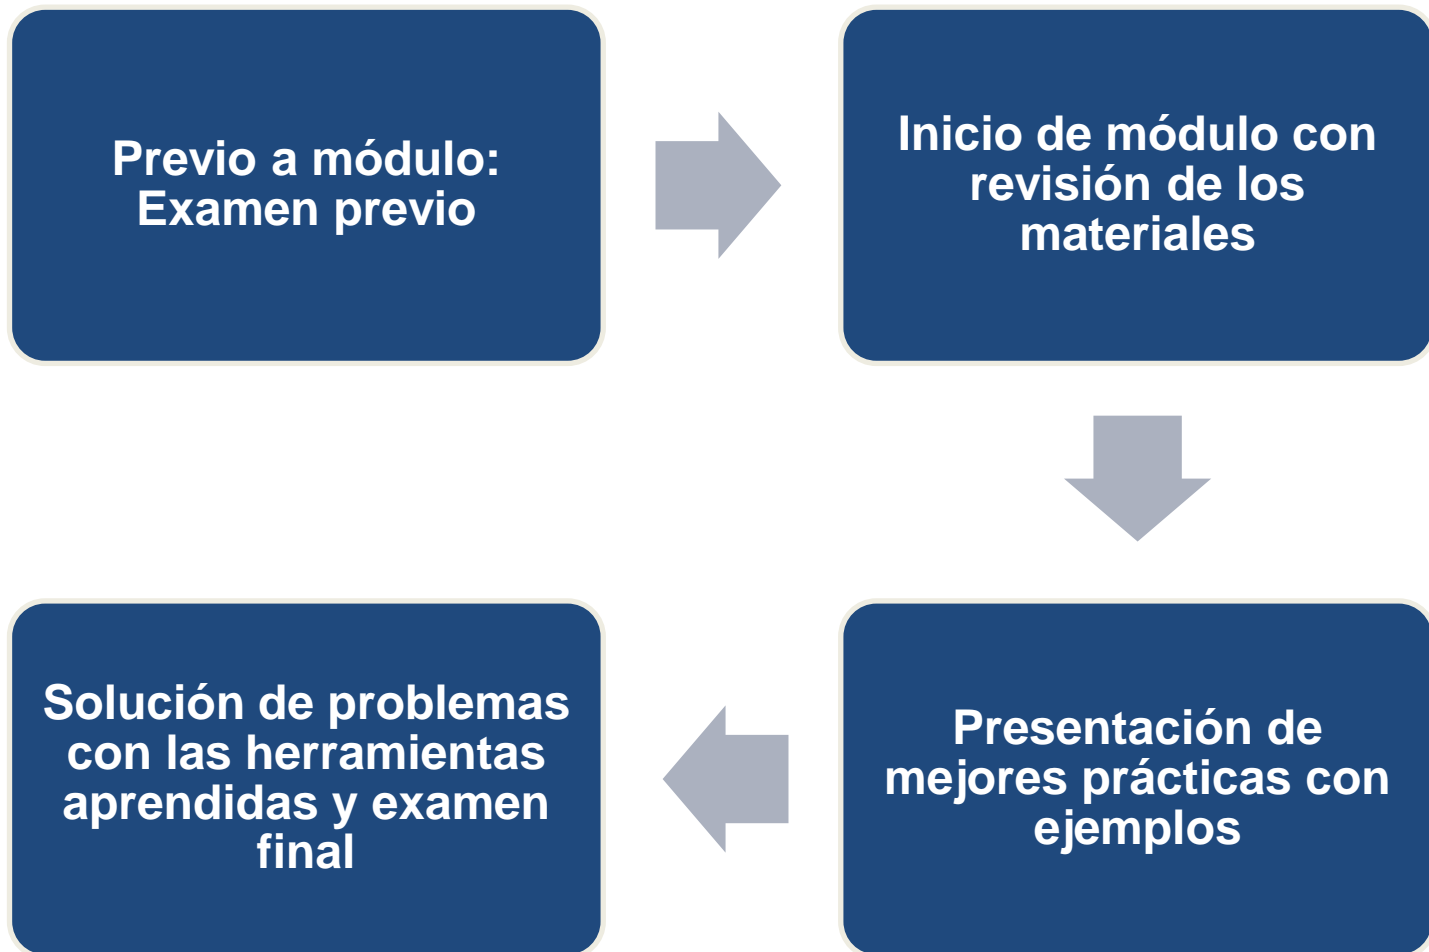 Previo a módulo:
Examen previo
Inicio de módulo con
revisión de los
materiales
Presentación de
mejores prácticas con
ejemplos
Solución de problemas
con las herramientas
aprendidas y examen
final